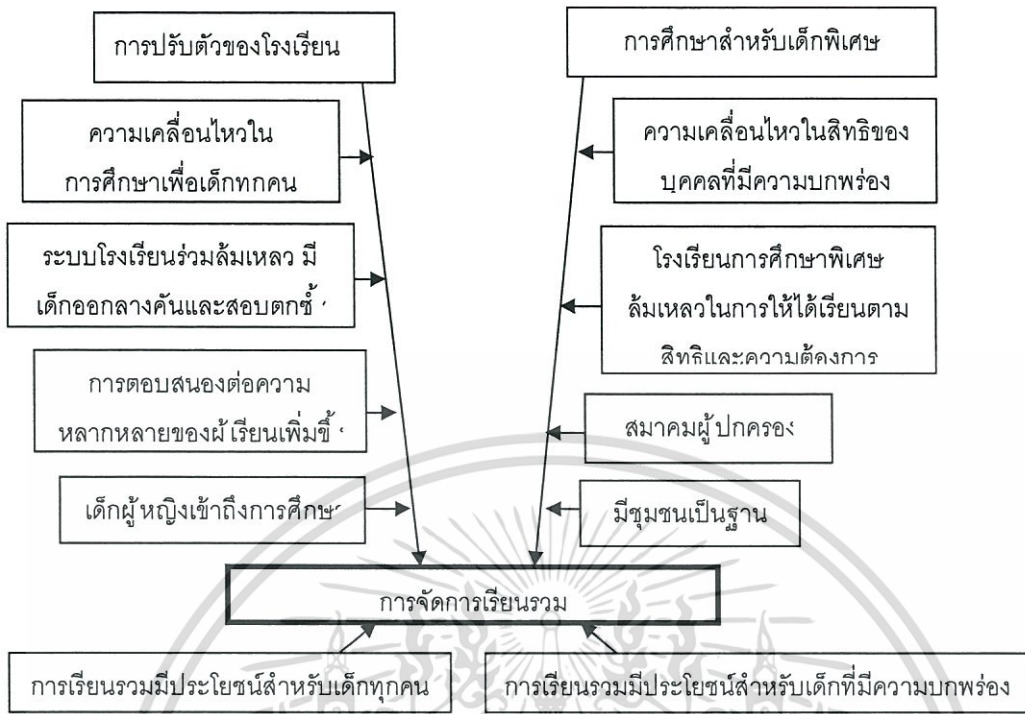 การปรับตัวของโรงเรียน
การศึกษาสำหรับเด็กพิเศษ
ความเคลื่อนไหวใน
การศึกษาเพื่อเด็กทุกคน
ความเคลื่อนไหวในสิทธิของ
บุคคลที่มีความบกพร่อง
ระบบโรงเรียนร่วมล้มเหลว มี
เด็กออกลางคันและสอบตกซ้ำ
โรงเรียนการศึกษาพิเศษ
ล้มเหลวในการให้ได้เรียนตาม
สิทธิและความต้องการ
การตอบสนองต่อความ
หลากหลายของผู้เรียนเพิ่มขึ้น
สมาคมผู้ปกครอง
เด็กผู้หญิงเข้าถึงการศึกษา
มีชุมชนเป็นฐาน
การจัดการเรียนรวม
การเรียนรวมมีประโยชน์สำหรับเด็กทุกคน
การเรียนรวมมีประโยชน์สำหรับเด็กที่มีความบกพร่อง